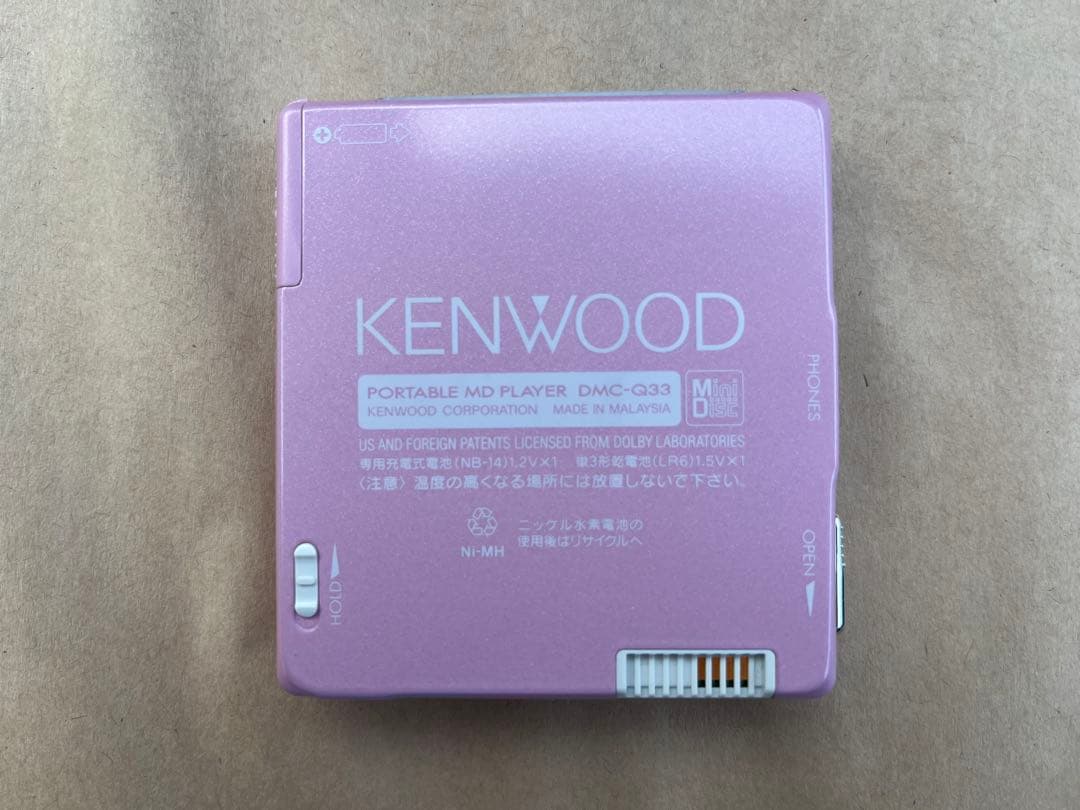 KENWOOD
PORTABLE MD PLAYER DMC-Q33
KENWOOD CORPORATION MADE IN MALAYSIA
Mini Disc
US AND FOREIGN PATENTS LICENSED FROM DOLBY LABORATORIES
専用充電式電池(NB-14)1.2V×1 単3形乾電池(LR6)1.5V×1
〈注意〉温度の高くなる場所には放置しないで下さい。
Ni-MH
ニッケル水素電池の
使用後はリサイクルへ
HOLD
PHONES
OPEN